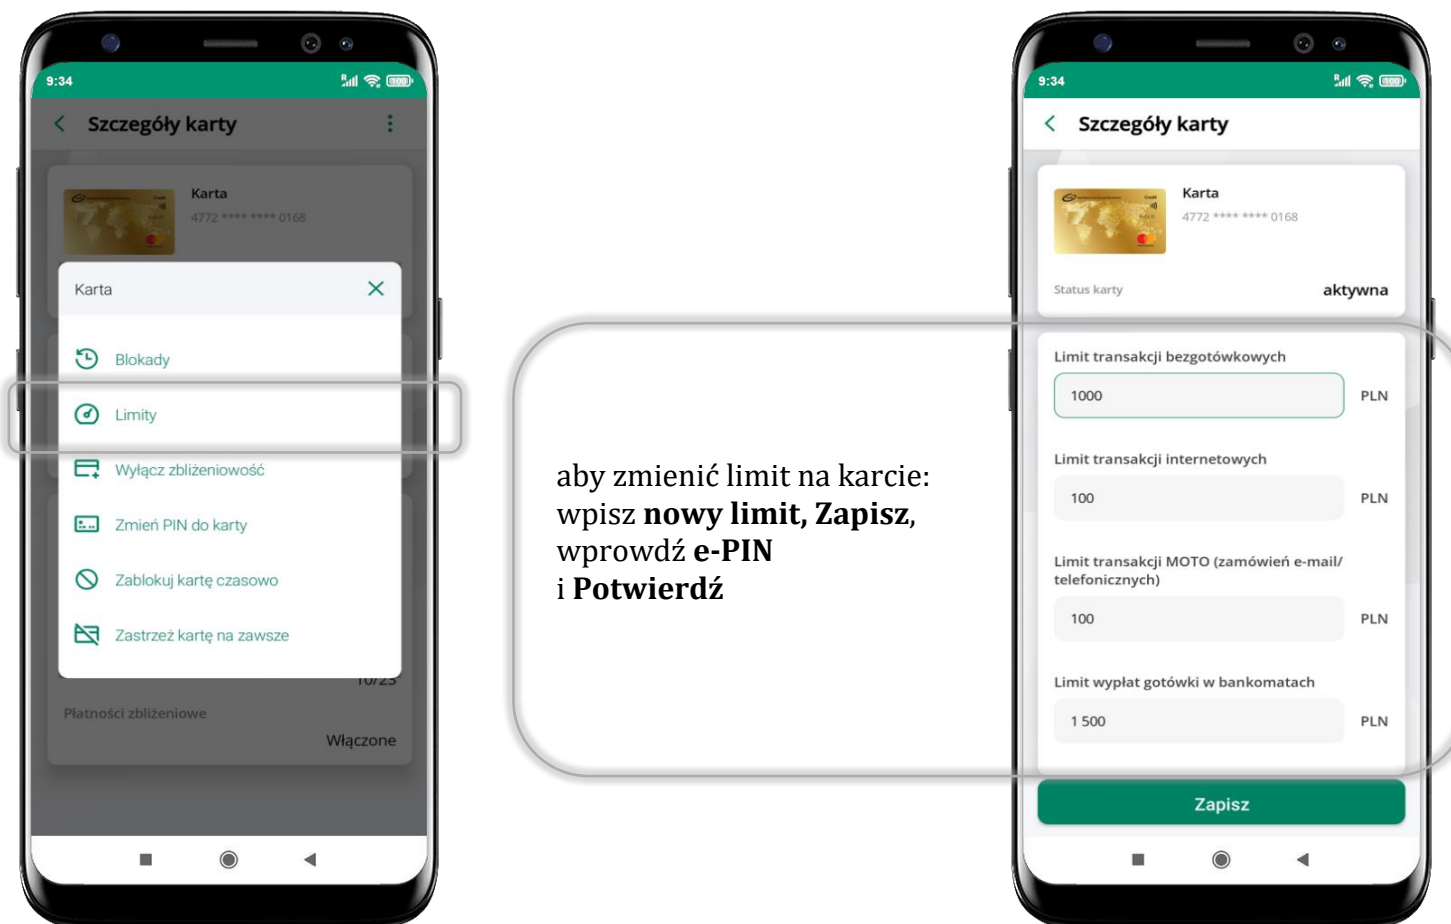 9:34
Szczegóły karty
Karta
4772 **** **** 0168
Karta
Blokady
Limity
Wyłącz zbliżeniowość
Zmień PIN do karty
Zablokuj kartę czasowo
Zastrzeż kartę na zawsze
10/25
Płatności zbliżeniowe
Włączone
aby zmienić limit na karcie:
wpisz nowy limit, Zapisz,
wprowdź e-PIN
i Potwierdź
9:34
Szczegóły karty
Karta
4772 **** **** 0168
Status karty aktywna
Limit transakcji bezgotówkowych
1000 PLN
Limit transakcji internetowych
100 PLN
Limit transakcji MOTO (zamówień e-mail/
telefonicznych)
100 PLN
Limit wypłat gotówki w bankomatach
1 500 PLN
Zapisz